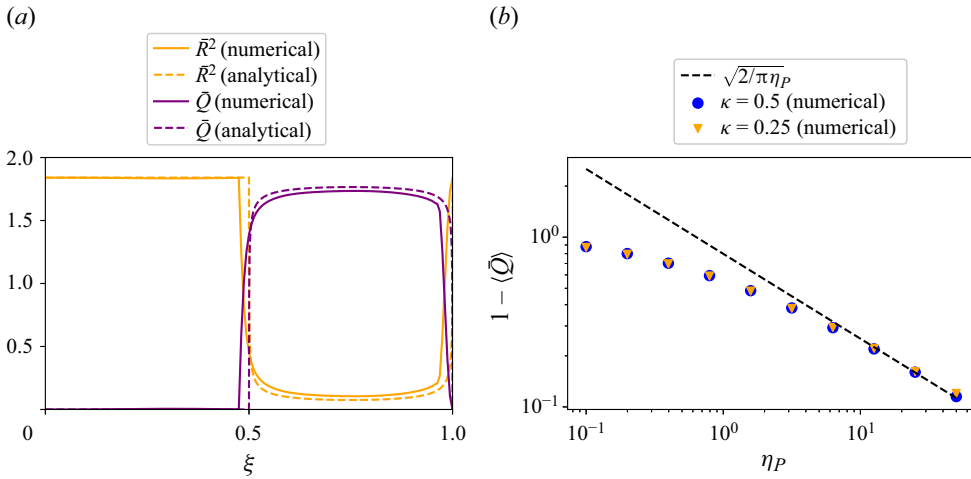 (a)
R̄² (numerical)
R̄² (analytical)
Q̄ (numerical)
Q̄ (analytical)
2.0
1.5
1.0
0.5
0
0.5
1.0
ξ
(b)
√2/πη_P
κ = 0.5 (numerical)
κ = 0.25 (numerical)
10⁰
10⁻¹
1 − ⟨Q̄⟩
10⁻¹
10⁰
10¹
η_P